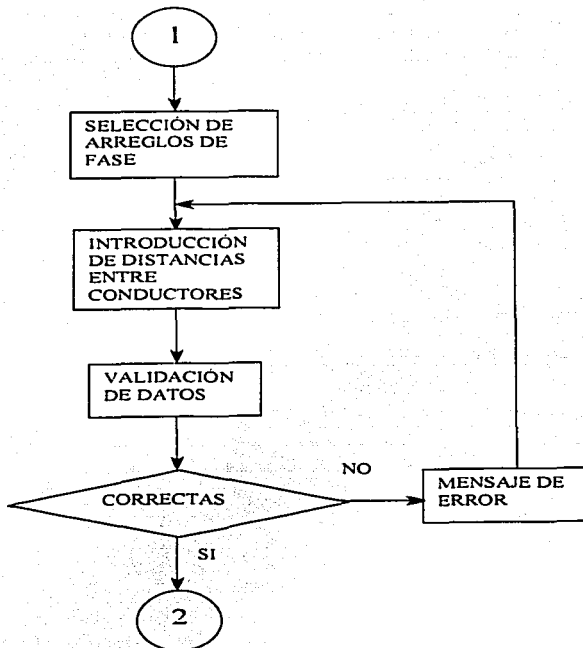 1
SELECCIÓN DE
ARREGLOS DE
FASE
INTRODUCCIÓN
DE DISTANCIAS
ENTRE
CONDUCTORES
VALIDACIÓN
DE DATOS
CORRECTAS
NO
MENSAJE DE
ERROR
SI
2